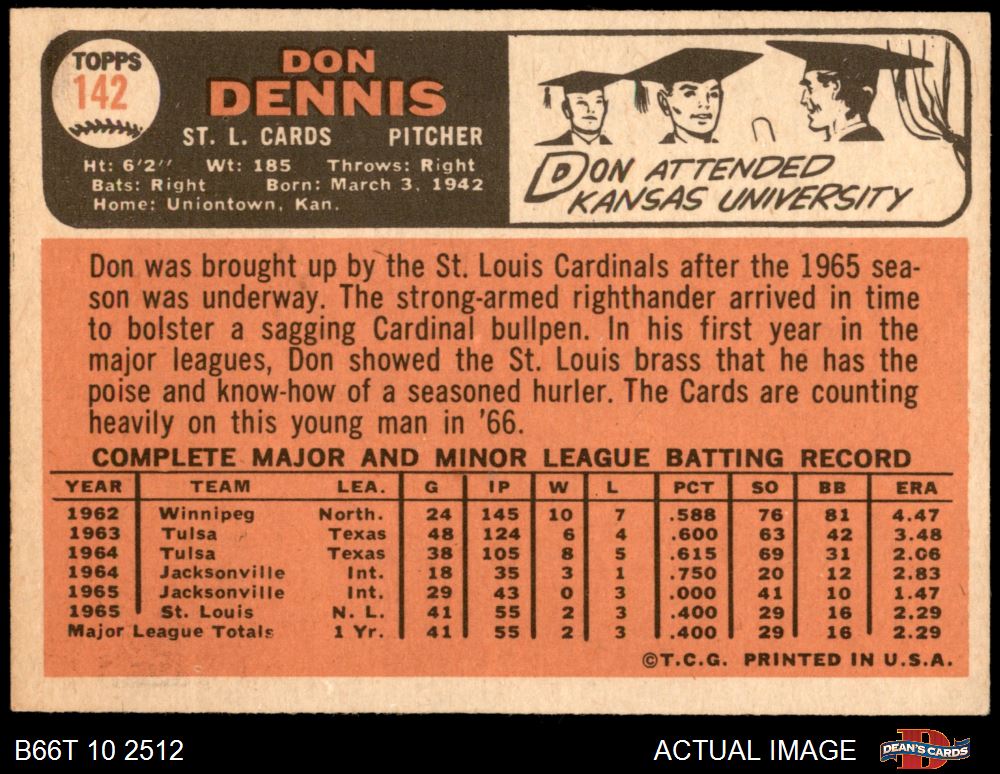 TOPPS
142
DON
DENNIS
ST. L. CARDS PITCHER
Ht: 6'2'' Wt: 185 Throws: Right
Bats: Right Born: March 3, 1942
Home: Uniontown, Kan.
DON ATTENDED
KANSAS UNIVERSITY
Don was brought up by the St. Louis Cardinals after the 1965 sea-
son was underway. The strong-armed righthander arrived in time
to bolster a sagging Cardinal bullpen. In his first year in the
major leagues, Don showed the St. Louis brass that he has the
poise and know-how of a seasoned hurler. The Cards are counting
heavily on this young man in '66.
COMPLETE MAJOR AND MINOR LEAGUE BATTING RECORD
YEAR TEAM LEA. G IP W L PCT SO BB ERA
1962 Winnipeg North. 24 145 10 7 .588 76 81 4.47
1963 Tulsa Texas 48 124 6 4 .600 63 42 3.48
1964 Tulsa Texas 38 105 8 5 .615 69 31 2.06
1964 Jacksonville Int. 18 35 3 1 .750 20 12 2.83
1965 Jacksonville Int. 29 43 0 3 .000 41 10 1.47
1965 St. Louis N. L. 41 55 2 3 .400 29 16 2.29
Major League Totals 1 Yr. 41 55 2 3 .400 29 16 2.29
©T.C.G. PRINTED IN U.S.A.
B66T 10 2512 ACTUAL IMAGE DEAN'S CARDS